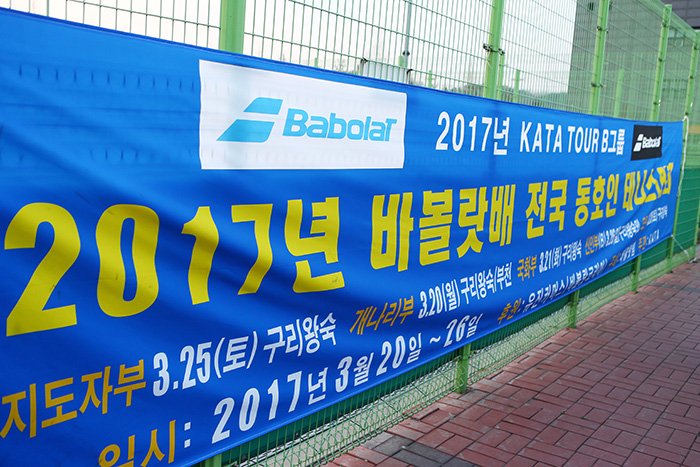 Babolat
2017년 KATA TOUR B그룹
Babolat
2017년 바볼랏배 전국 동호인 테니스
지도자부 3.25(토) 구리왕숙 개나리부 3.20(월) 구리왕숙/부천 국화부 3.21(화) 구리왕숙
일시: 2017년 3월 20일 ~ 26일 후원: